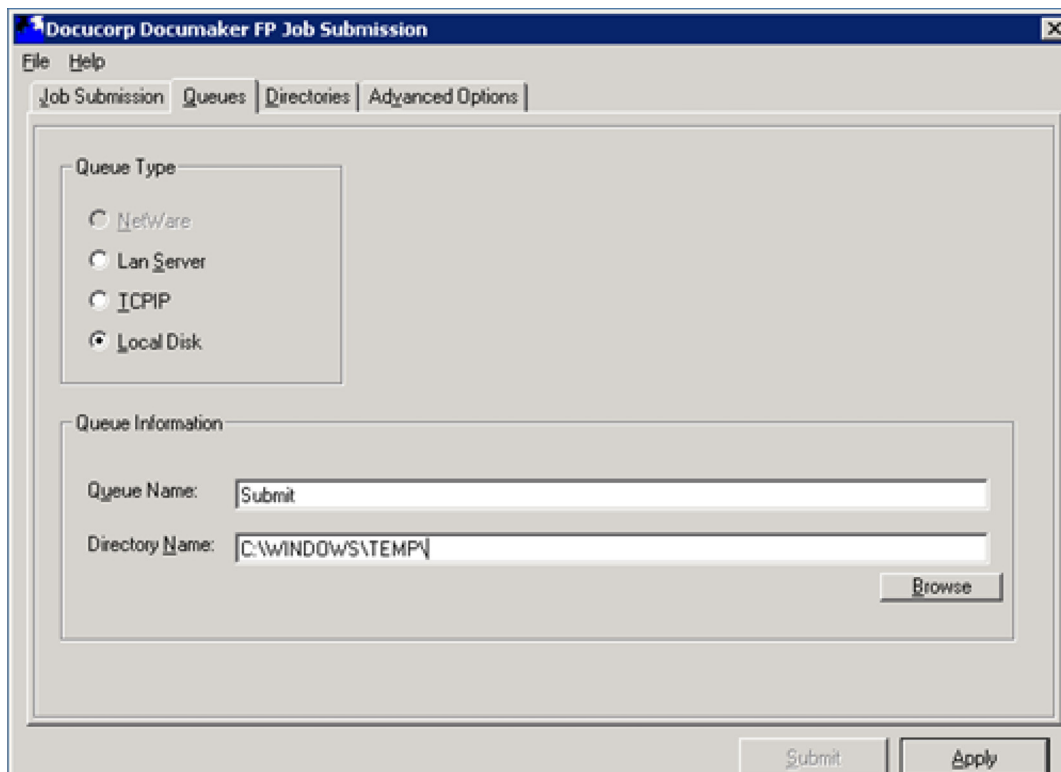 Docucorp Documaker FP Job Submission
File Help
Job Submission Queues Directories Advanced Options
Queue Type
NetWare
Lan Server
TCPIP
Local Disk
Queue Information
Queue Name: Submit
Directory Name: C:\WINDOWS\TEMP\
Browse
Submit Apply